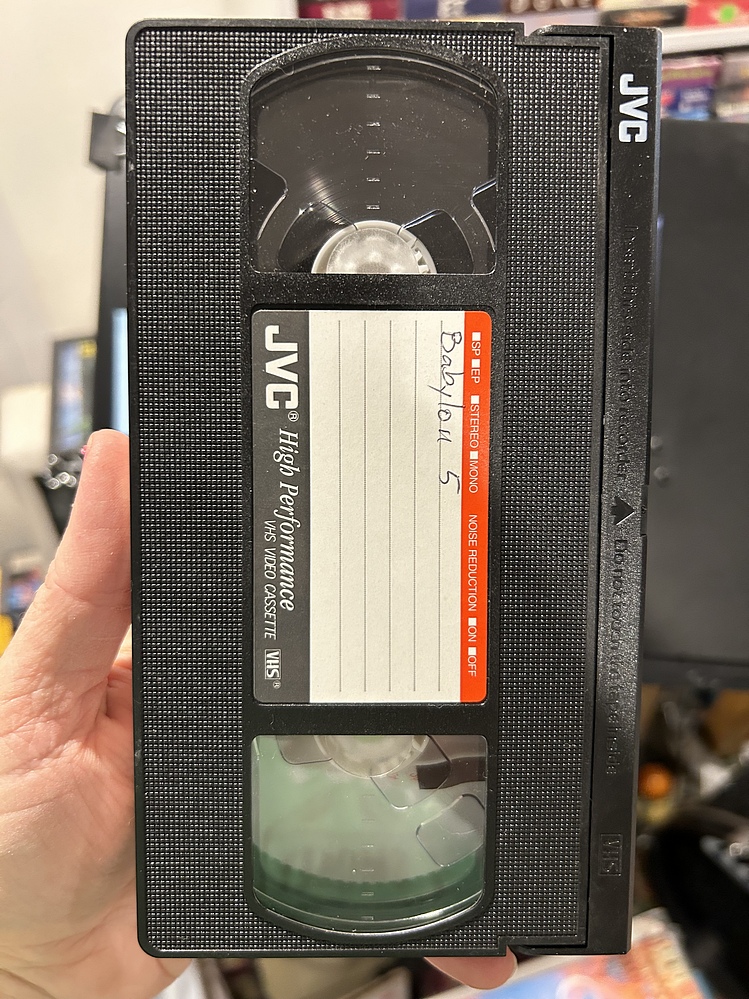 JVC
SP EP STEREO MONO NOISE REDUCTION ON OFF
Babylon 5
JVC®
High Performance
VHS VIDEO CASSETTE VHS®
VHS